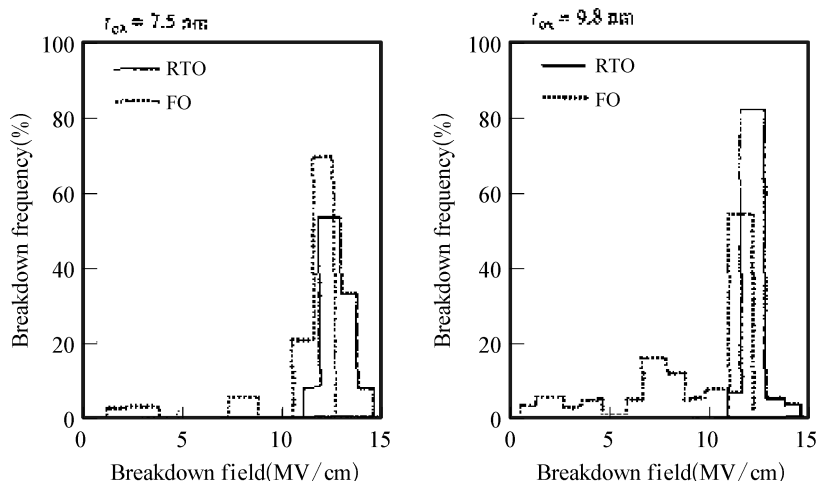 tox = 7.5 nm
100
80
60
40
20
0
0
5
10
15
Breakdown frequency(%)
Breakdown field(MV/cm)
RTO
FO
tox = 9.8 nm
100
80
60
40
20
0
0
5
10
15
Breakdown frequency(%)
Breakdown field(MV/cm)
RTO
FO